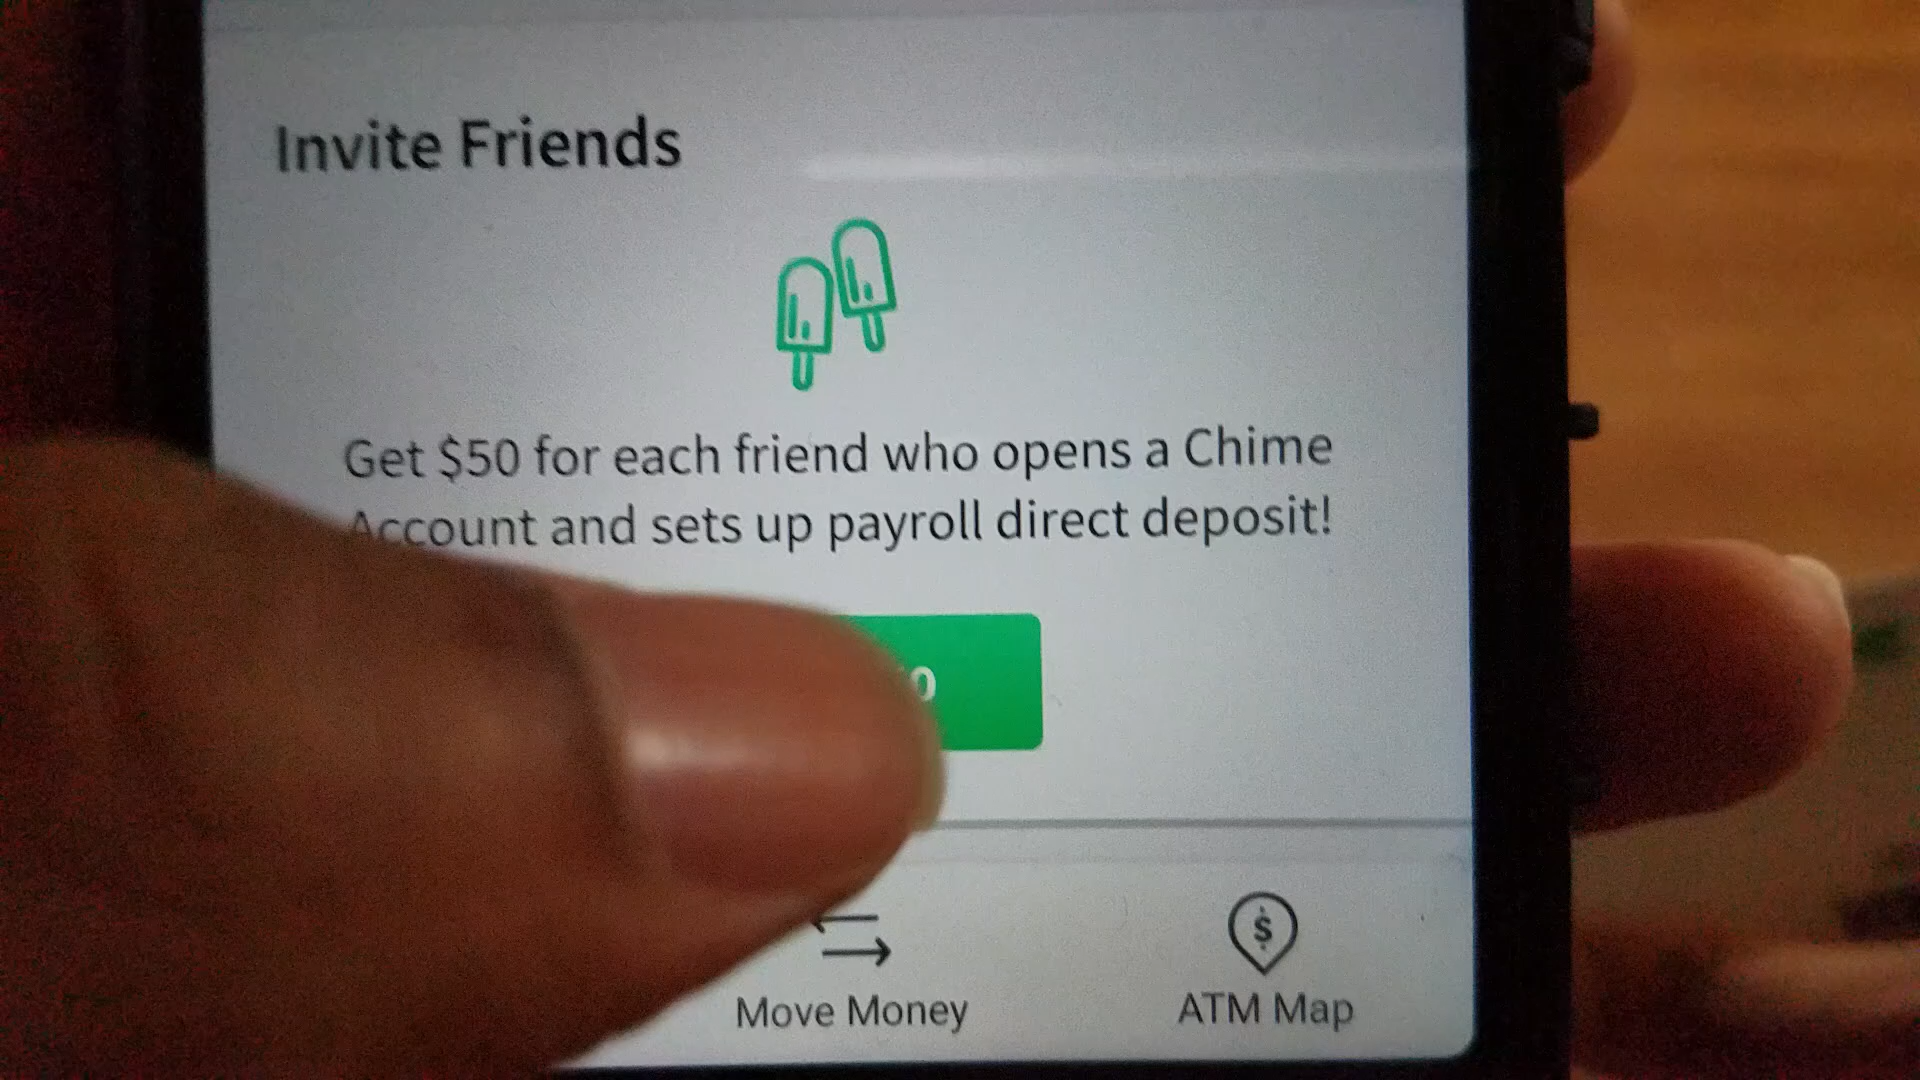 Invite Friends
Get $50 for each friend who opens a Chime
Account and sets up payroll direct deposit!
Move Money
ATM Map